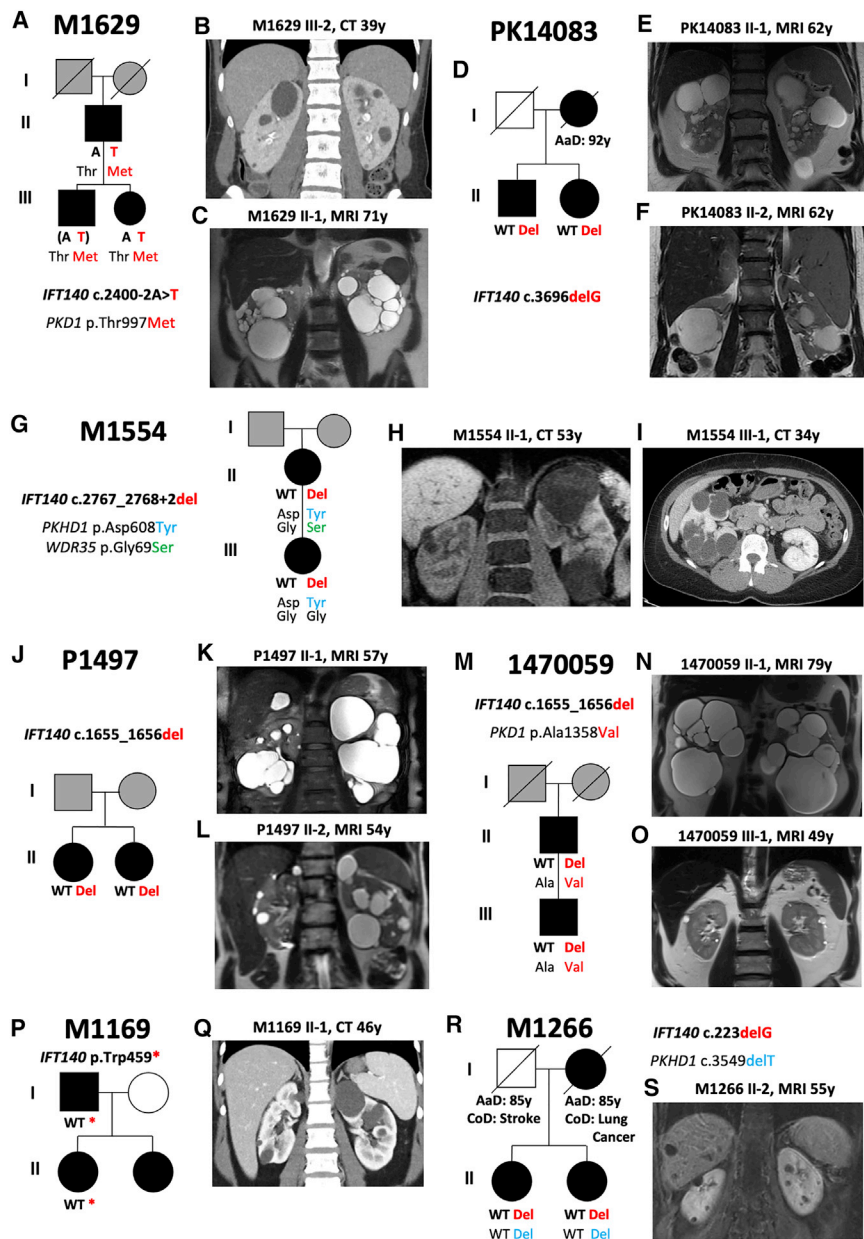 A
M1629
I
II
A T
Thr Met
III
(A T) A T
Thr Met Thr Met
IFT140 c.2400-2A>T
PKD1 p.Thr997Met
B
M1629 III-2, CT 39y
C
M1629 II-1, MRI 71y
PK14083
D
I
AaD: 92y
II
WT Del WT Del
IFT140 c.3696delG
E
PK14083 II-1, MRI 62y
F
PK14083 II-2, MRI 62y
G
M1554
IFT140 c.2767_2768+2del
PKHD1 p.Asp608Tyr
WDR35 p.Gly69Ser
I
II
WT Del
Asp Tyr
Gly Ser
III
WT Del
Asp Tyr
Gly Gly
H
M1554 II-1, CT 53y
I
M1554 III-1, CT 34y
J
P1497
IFT140 c.1655_1656del
I
II
WT Del WT Del
K
P1497 II-1, MRI 57y
L
P1497 II-2, MRI 54y
M
1470059
IFT140 c.1655_1656del
PKD1 p.Ala1358Val
I
II
WT Del
Ala Val
III
WT Del
Ala Val
N
1470059 II-1, MRI 79y
O
1470059 III-1, MRI 49y
P
M1169
IFT140 p.Trp459*
I
WT *
II
WT *
Q
M1169 II-1, CT 46y
R
M1266
I
AaD: 85y AaD: 85y
CoD: Stroke CoD: Lung
Cancer
II
WT Del WT Del
WT Del WT Del
IFT140 c.223delG
PKHD1 c.3549delT
S
M1266 II-2, MRI 55y